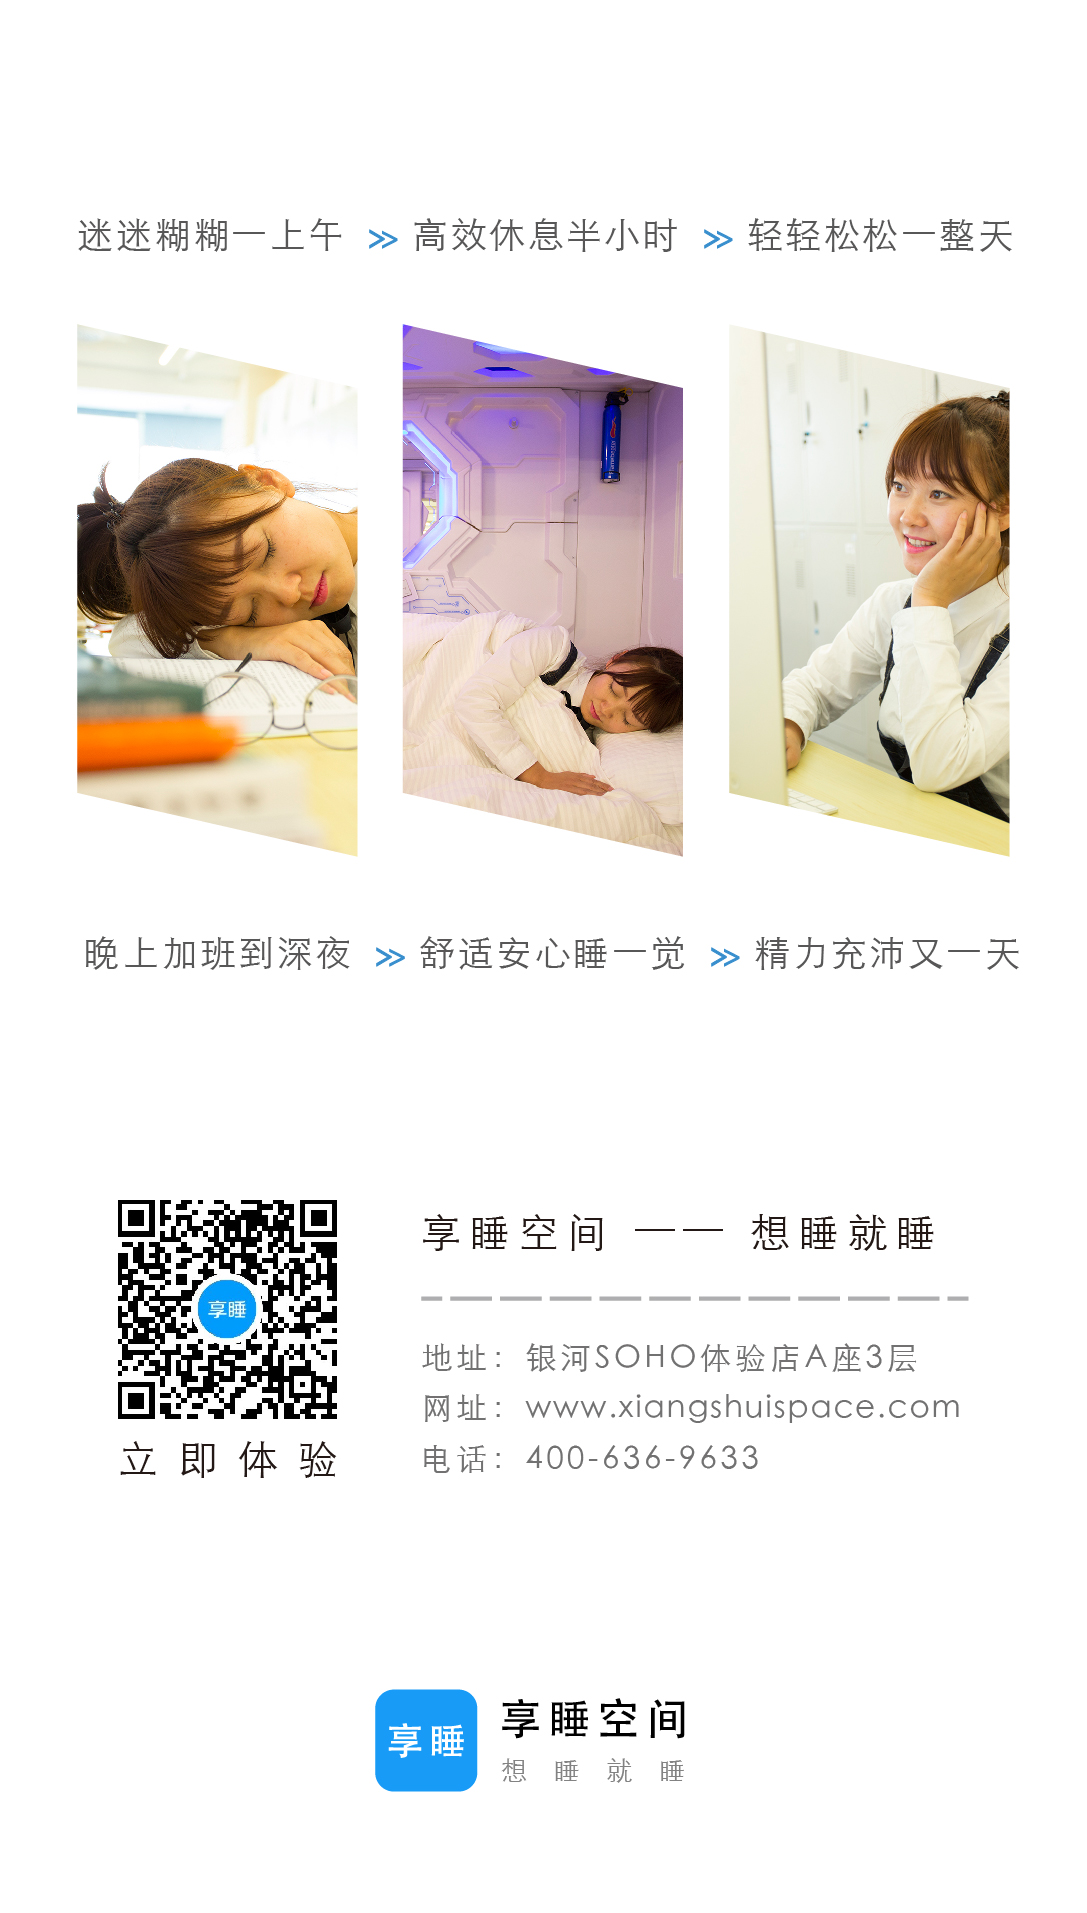 迷迷糊糊一上午 >> 高效休息半小时 >> 轻轻松松一整天
晚上加班到深夜 >> 舒适安心睡一觉 >> 精力充沛又一天
享睡
立即体验
享睡空间 —— 想睡就睡
地址：银河SOHO体验店A座3层
网址：www.xiangshuispace.com
电话：400-636-9633
享睡
享睡空间
想睡就睡